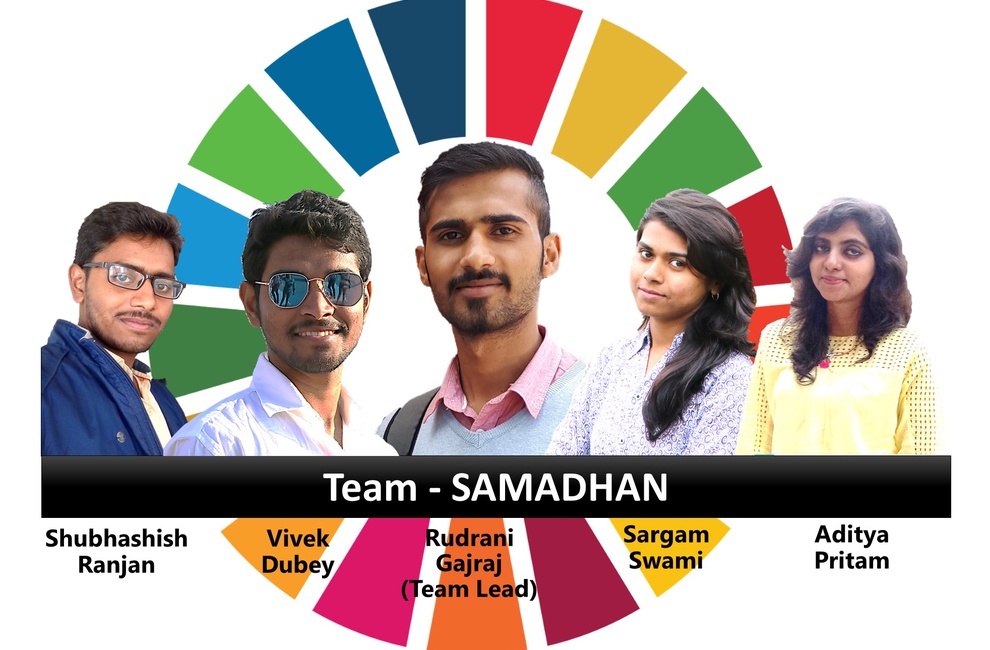 Team - SAMADHAN
Shubhashish
Ranjan
Vivek
Dubey
Rudrani
Gajraj
(Team Lead)
Sargam
Swami
Aditya
Pritam